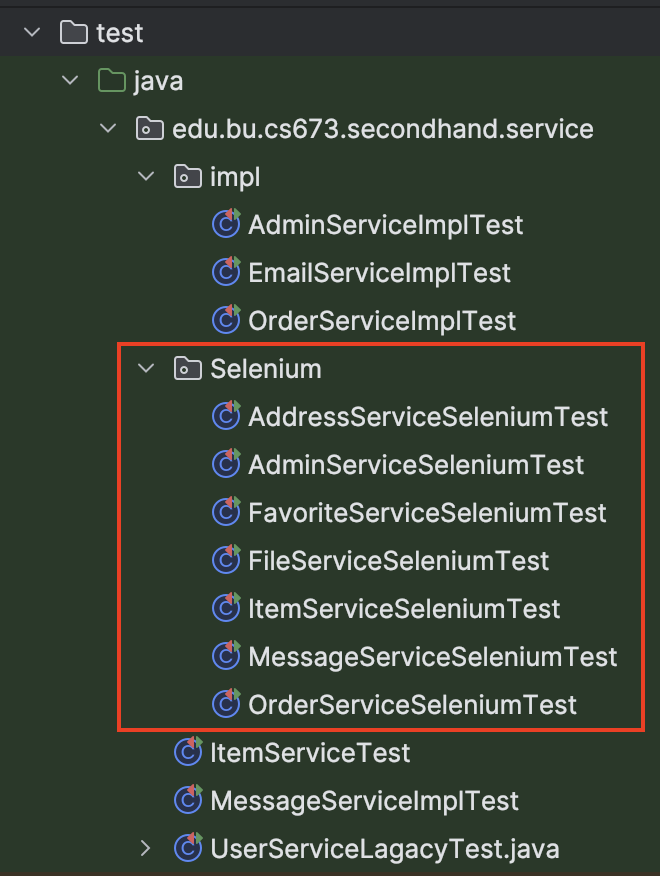 test
java
edu.bu.cs673.secondhand.service
impl
AdminServiceImplTest
EmailServiceImplTest
OrderServiceImplTest
Selenium
AddressServiceSeleniumTest
AdminServiceSeleniumTest
FavoriteServiceSeleniumTest
FileServiceSeleniumTest
ItemServiceSeleniumTest
MessageServiceSeleniumTest
OrderServiceSeleniumTest
ItemServiceTest
MessageServiceImplTest
UserServiceLagacyTest.java